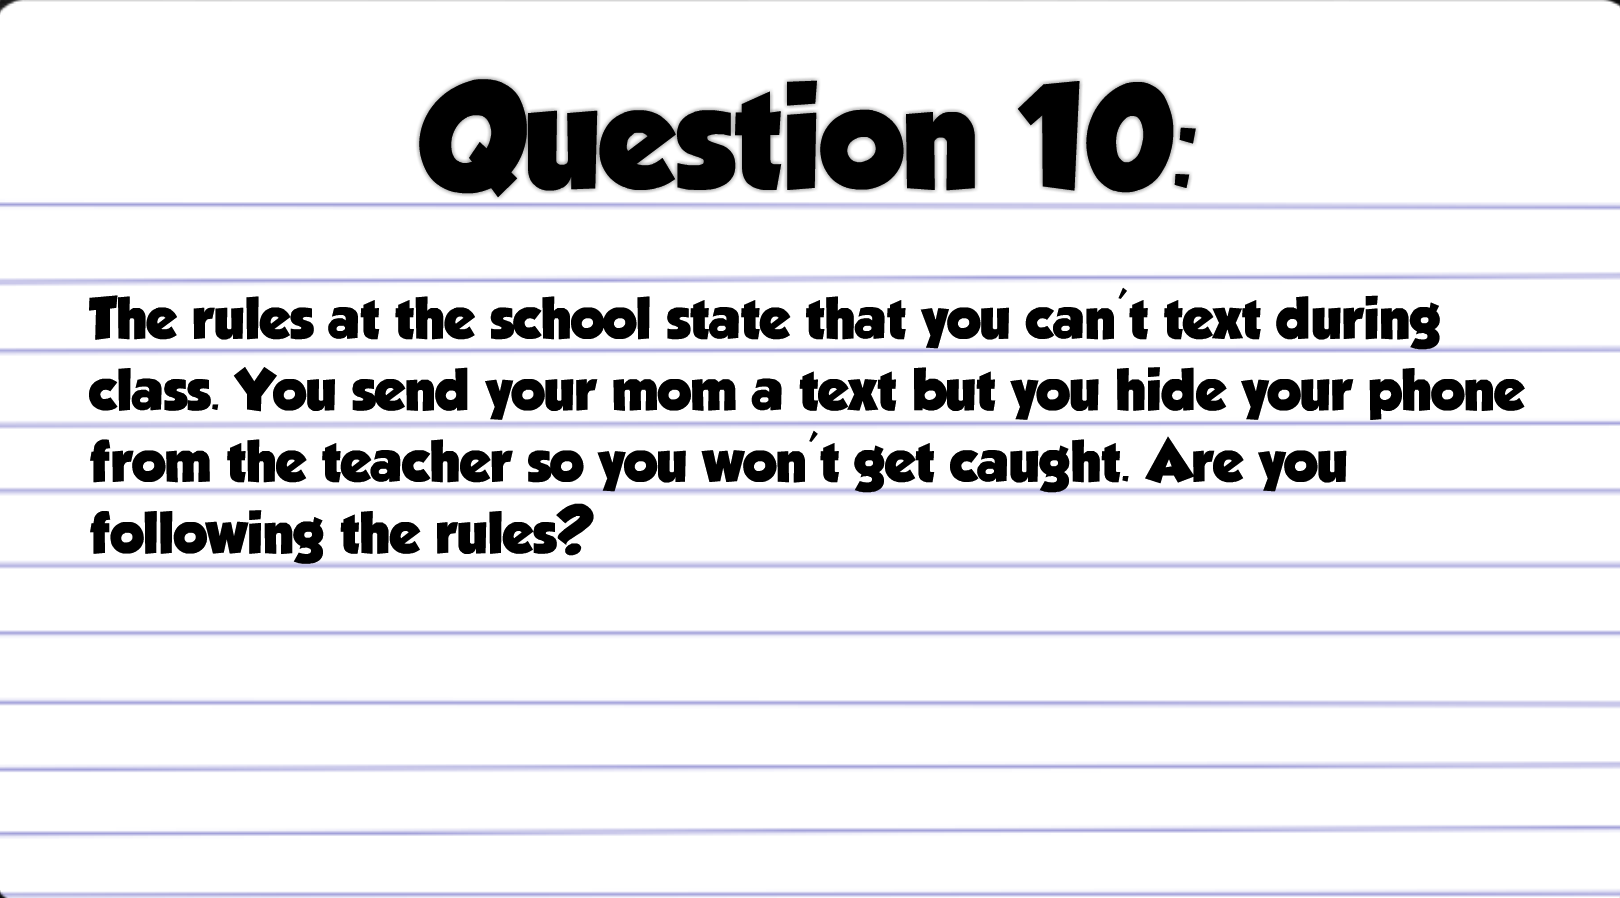 Question 10:
The rules at the school state that you can't text during
class. You send your mom a text but you hide your phone
from the teacher so you won't get caught. Are you
following the rules?